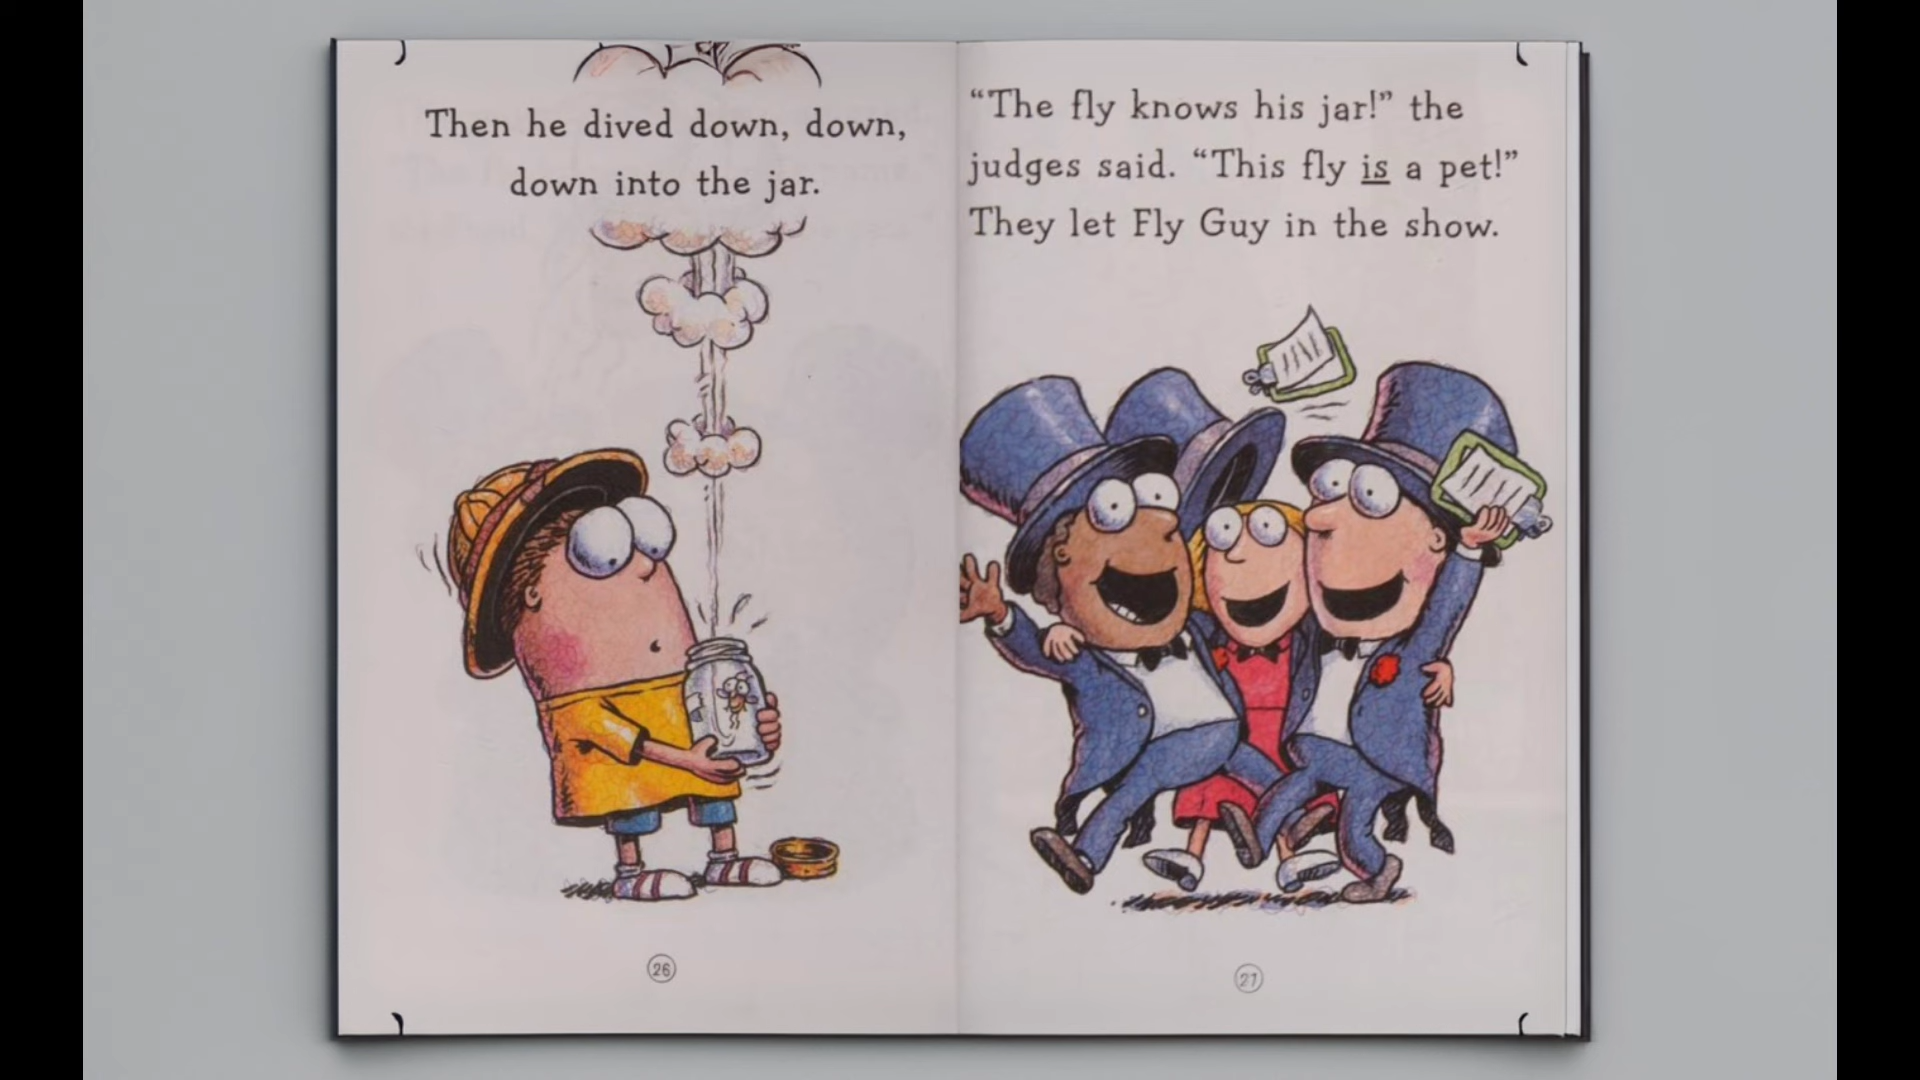 Then he dived down, down,
down into the jar.
26
“The fly knows his jar!” the
judges said. “This fly is a pet!”
They let Fly Guy in the show.
27